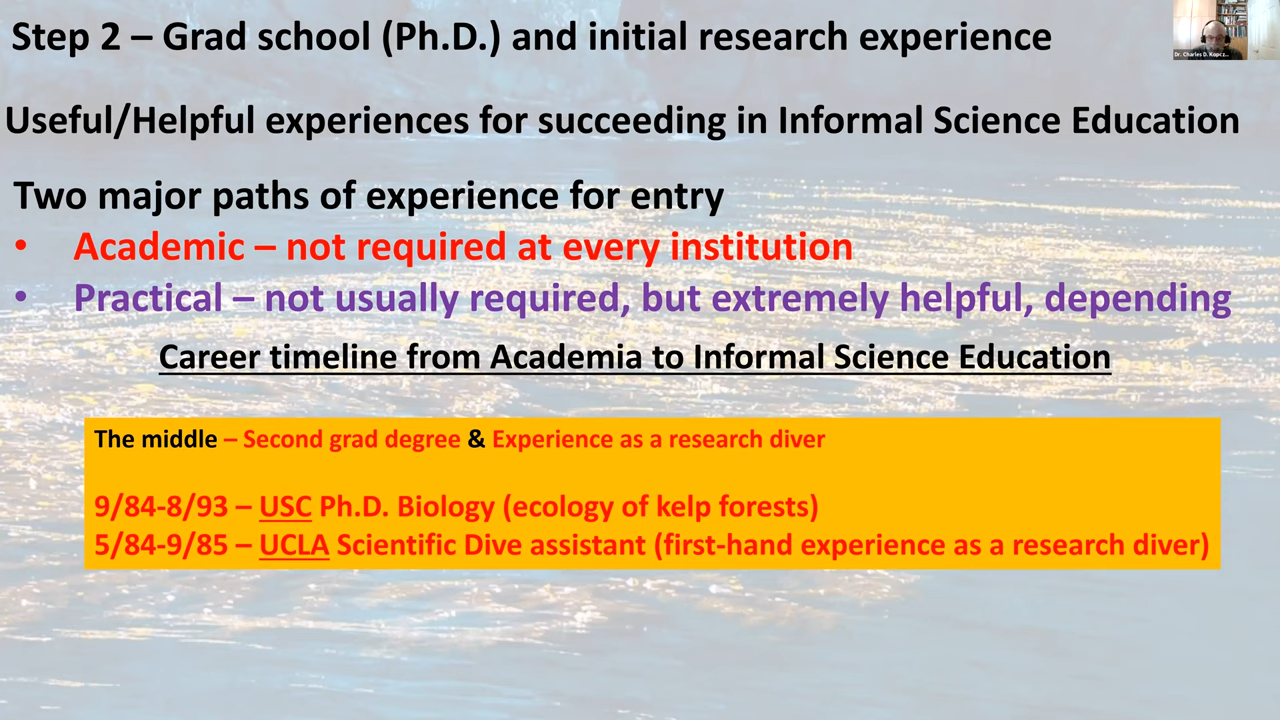 Step 2 – Grad school (Ph.D.) and initial research experience
Dr. Charles D. Kopcz...
Useful/Helpful experiences for succeeding in Informal Science Education
Two major paths of experience for entry
• Academic – not required at every institution
• Practical – not usually required, but extremely helpful, depending
Career timeline from Academia to Informal Science Education
The middle – Second grad degree & Experience as a research diver
9/84-8/93 – USC Ph.D. Biology (ecology of kelp forests)
5/84-9/85 – UCLA Scientific Dive assistant (first-hand experience as a research diver)